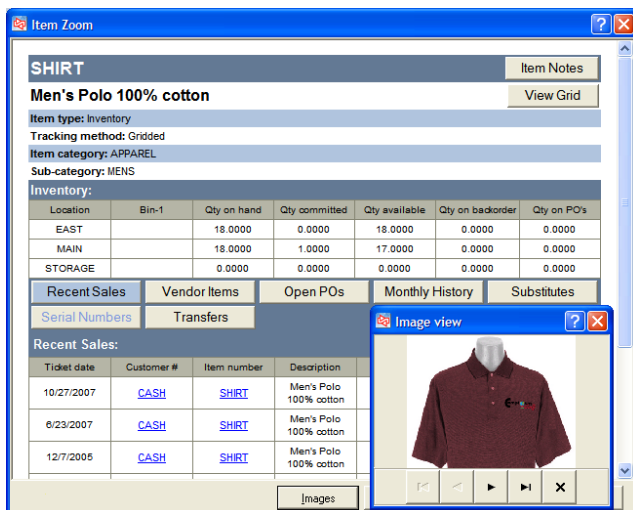 Item Zoom
SHIRT
Item Notes
Men's Polo 100% cotton
View Grid
Item type: Inventory
Tracking method: Gridded
Item category: APPAREL
Sub-category: MENS
Inventory:
Location Bin-1 Qty on hand Qty committed Qty available Qty on backorder Qty on PO's
EAST 18.0000 0.0000 18.0000 0.0000 0.0000
MAIN 18.0000 1.0000 17.0000 0.0000 0.0000
STORAGE 0.0000 0.0000 0.0000 0.0000 0.0000
Recent Sales Vendor Items Open POs Monthly History Substitutes
Serial Numbers Transfers
Image view
Recent Sales:
Ticket date Customer # Item number Description
10/27/2007 CASH SHIRT Men's Polo
100% cotton
6/23/2007 CASH SHIRT Men's Polo
100% cotton
12/7/2005 CASH SHIRT Men's Polo
100% cotton
Images